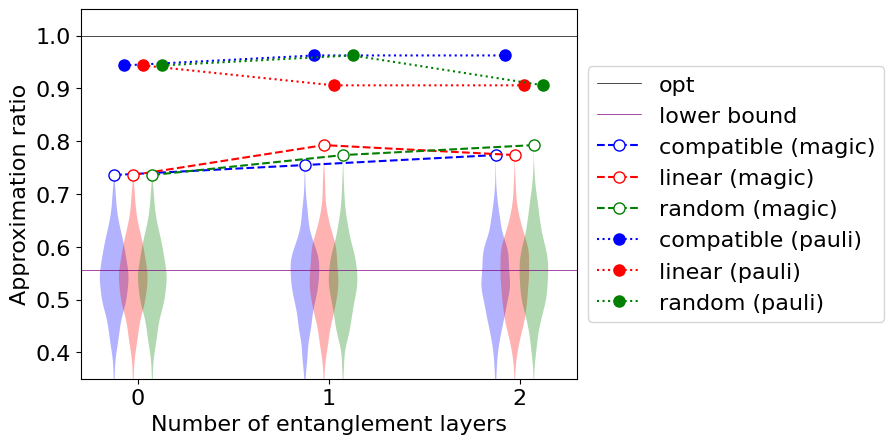 Approximation ratio
1.0
0.9
0.8
0.7
0.6
0.5
0.4
0
1
2
Number of entanglement layers
opt
lower bound
compatible (magic)
linear (magic)
random (magic)
compatible (pauli)
linear (pauli)
random (pauli)